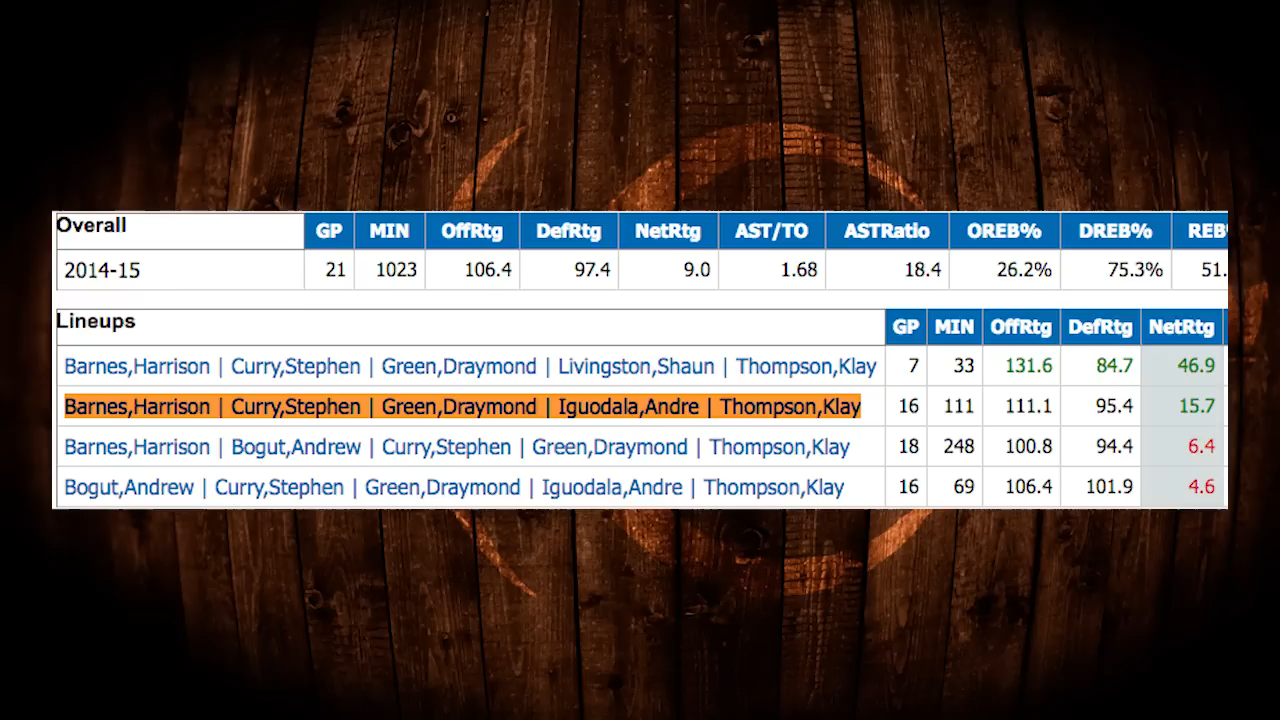 Overall GP MIN OffRtg DefRtg NetRtg AST/TO ASTRatio OREB% DREB% REB%
2014-15 21 1023 106.4 97.4 9.0 1.68 18.4 26.2% 75.3% 51.
Lineups GP MIN OffRtg DefRtg NetRtg
Barnes,Harrison | Curry,Stephen | Green,Draymond | Livingston,Shaun | Thompson,Klay 7 33 131.6 84.7 46.9
Barnes,Harrison | Curry,Stephen | Green,Draymond | Iguodala,Andre | Thompson,Klay 16 111 111.1 95.4 15.7
Barnes,Harrison | Bogut,Andrew | Curry,Stephen | Green,Draymond | Thompson,Klay 18 248 100.8 94.4 6.4
Bogut,Andrew | Curry,Stephen | Green,Draymond | Iguodala,Andre | Thompson,Klay 16 69 106.4 101.9 4.6